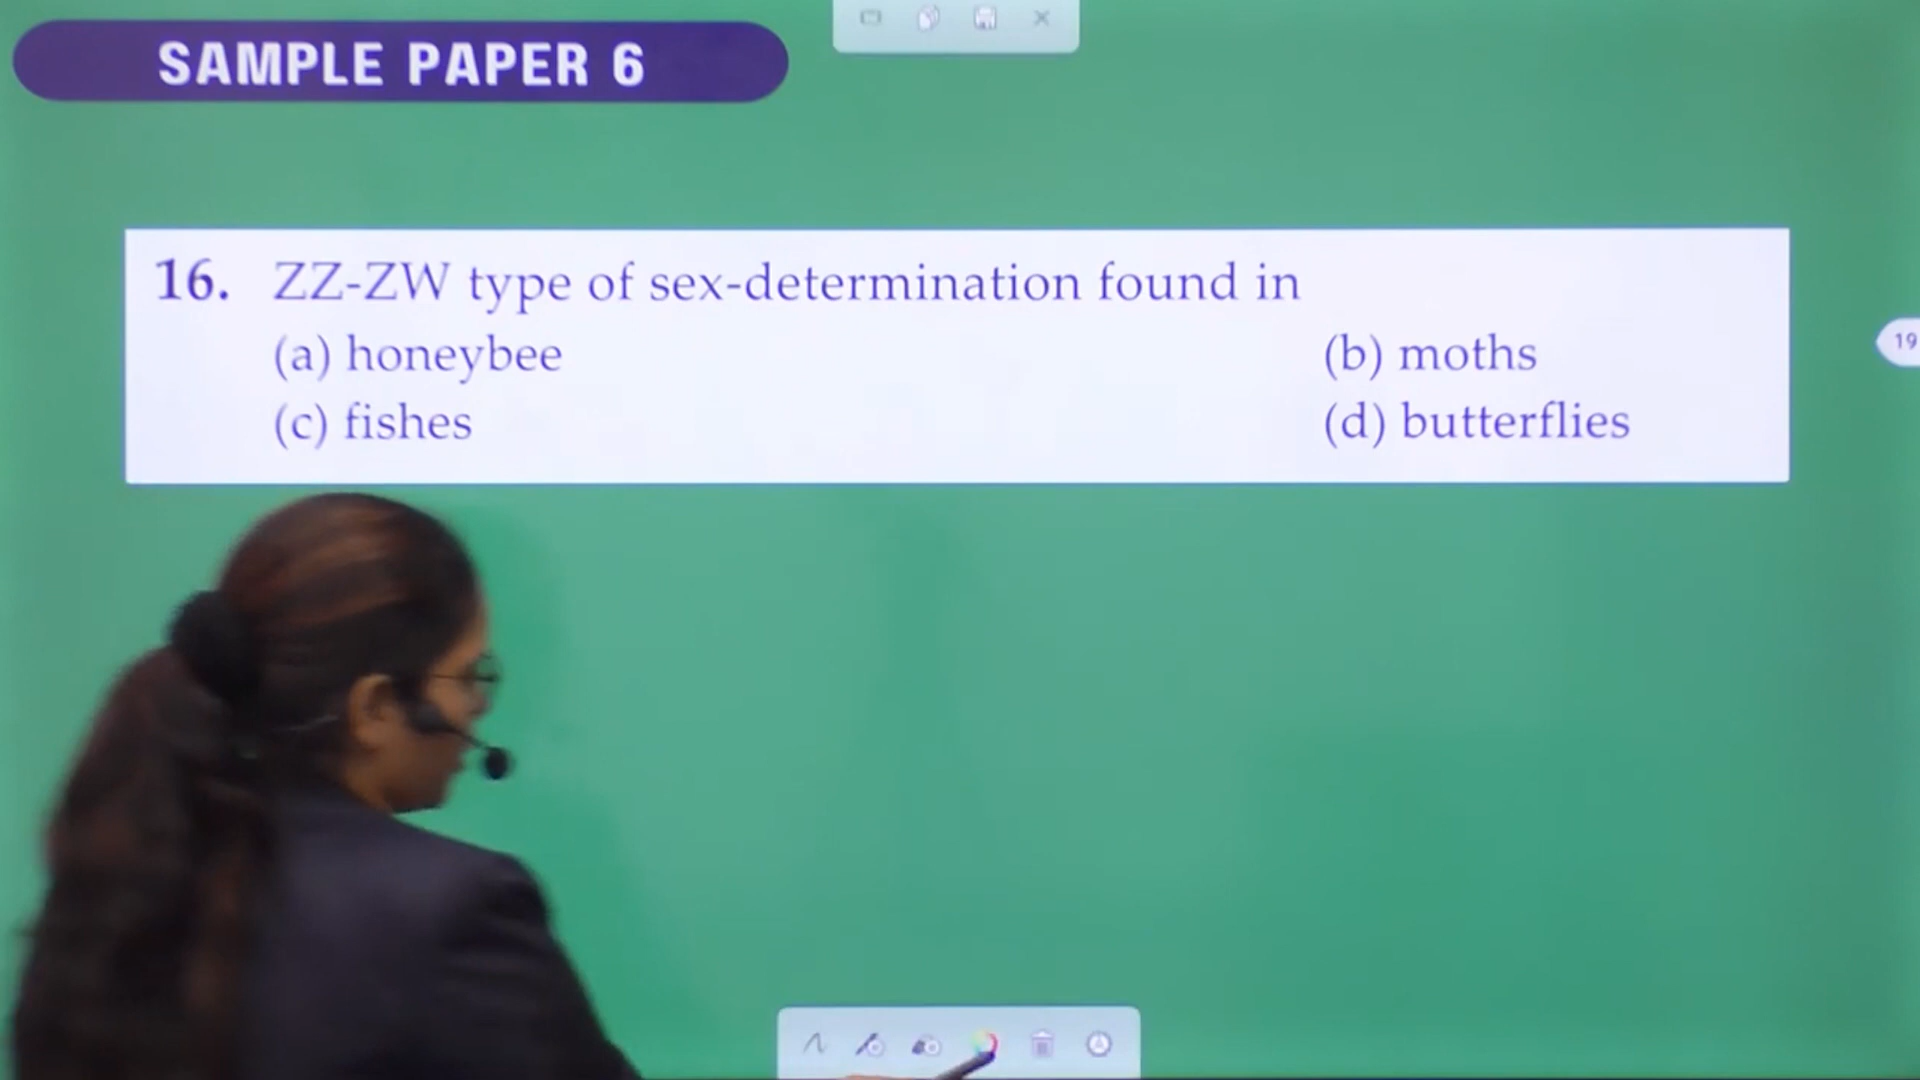 SAMPLE PAPER 6
16. ZZ-ZW type of sex-determination found in
(a) honeybee (b) moths
(c) fishes (d) butterflies
19